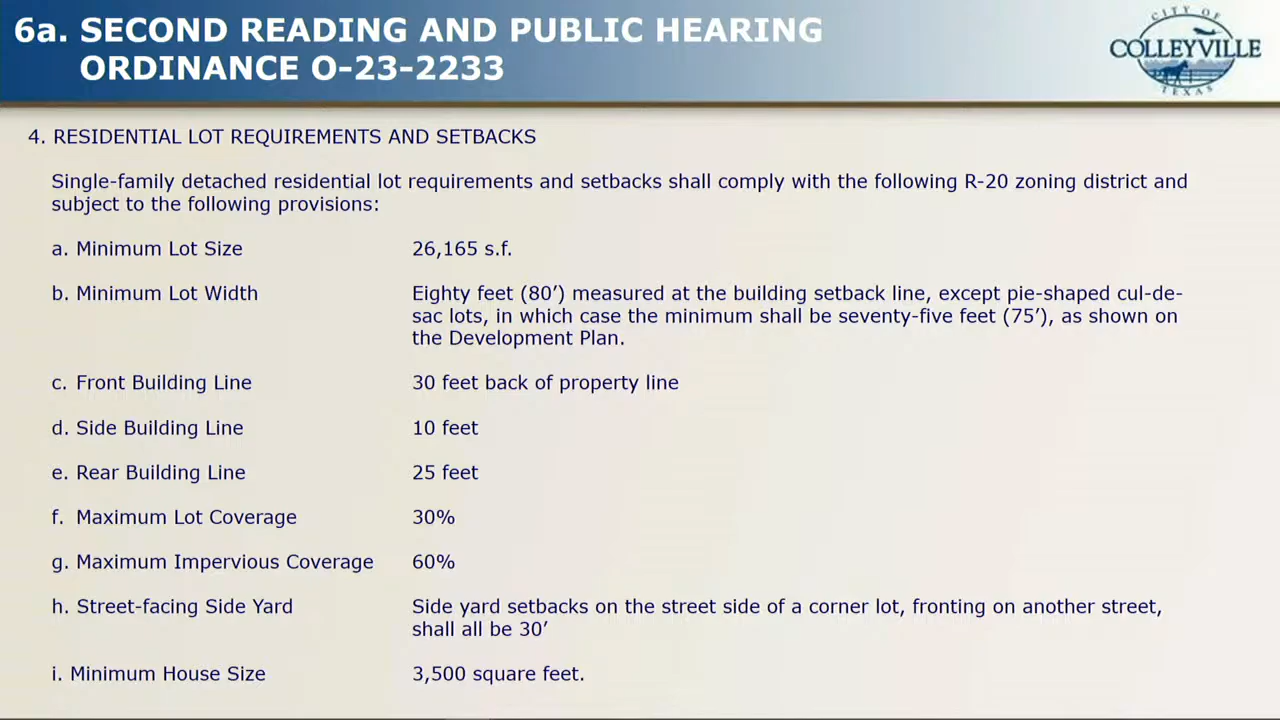 6a. SECOND READING AND PUBLIC HEARING
ORDINANCE O-23-2233
CITY OF
COLLEYVILLE
TEXAS
4. RESIDENTIAL LOT REQUIREMENTS AND SETBACKS
Single-family detached residential lot requirements and setbacks shall comply with the following R-20 zoning district and
subject to the following provisions:
a. Minimum Lot Size 26,165 s.f.
b. Minimum Lot Width Eighty feet (80’) measured at the building setback line, except pie-shaped cul-de-
sac lots, in which case the minimum shall be seventy-five feet (75’), as shown on
the Development Plan.
c. Front Building Line 30 feet back of property line
d. Side Building Line 10 feet
e. Rear Building Line 25 feet
f. Maximum Lot Coverage 30%
g. Maximum Impervious Coverage 60%
h. Street-facing Side Yard Side yard setbacks on the street side of a corner lot, fronting on another street,
shall all be 30’
i. Minimum House Size 3,500 square feet.